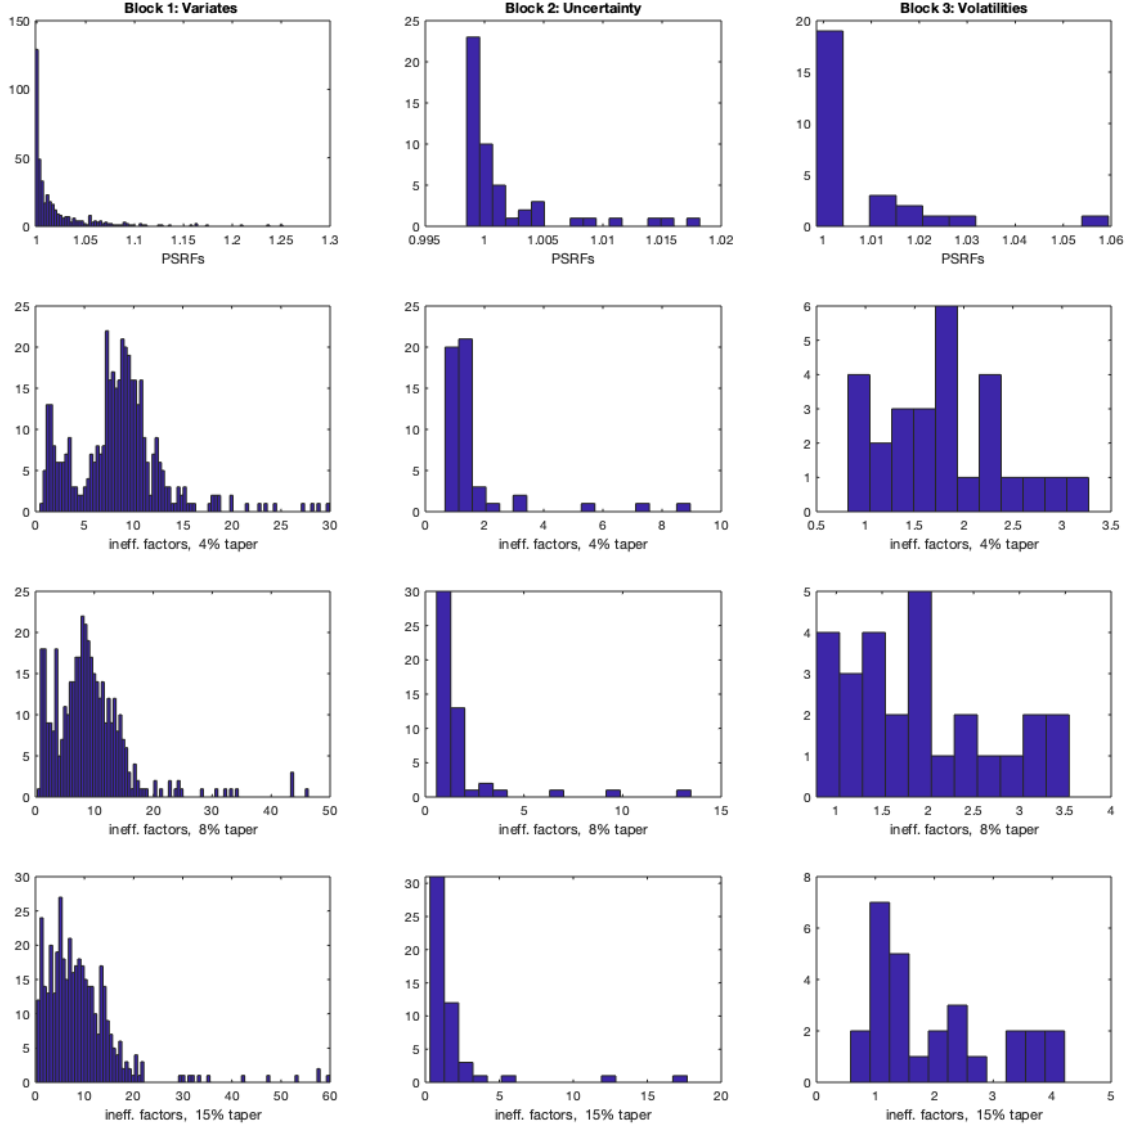 Block 1: Variates
Block 2: Uncertainty
Block 3: Volatilities
150
100
50
0
1 1.05 1.1 1.15 1.2 1.25 1.3
PSRFs
25
20
15
10
5
0
0.995 1 1.005 1.01 1.015 1.02
PSRFs
20
15
10
5
0
1 1.01 1.02 1.03 1.04 1.05 1.06
PSRFs
25
20
15
10
5
0
0 5 10 15 20 25 30
ineff. factors, 4% taper
25
20
15
10
5
0
0 2 4 6 8 10
ineff. factors, 4% taper
6
5
4
3
2
1
0
0.5 1 1.5 2 2.5 3 3.5
ineff. factors, 4% taper
25
20
15
10
5
0
0 10 20 30 40 50
ineff. factors, 8% taper
30
25
20
15
10
5
0
0 5 10 15
ineff. factors, 8% taper
5
4
3
2
1
0
1 1.5 2 2.5 3 3.5 4
ineff. factors, 8% taper
30
25
20
15
10
5
0
0 10 20 30 40 50 60
ineff. factors, 15% taper
30
25
20
15
10
5
0
0 5 10 15 20
ineff. factors, 15% taper
8
6
4
2
0
0 1 2 3 4 5
ineff. factors, 15% taper